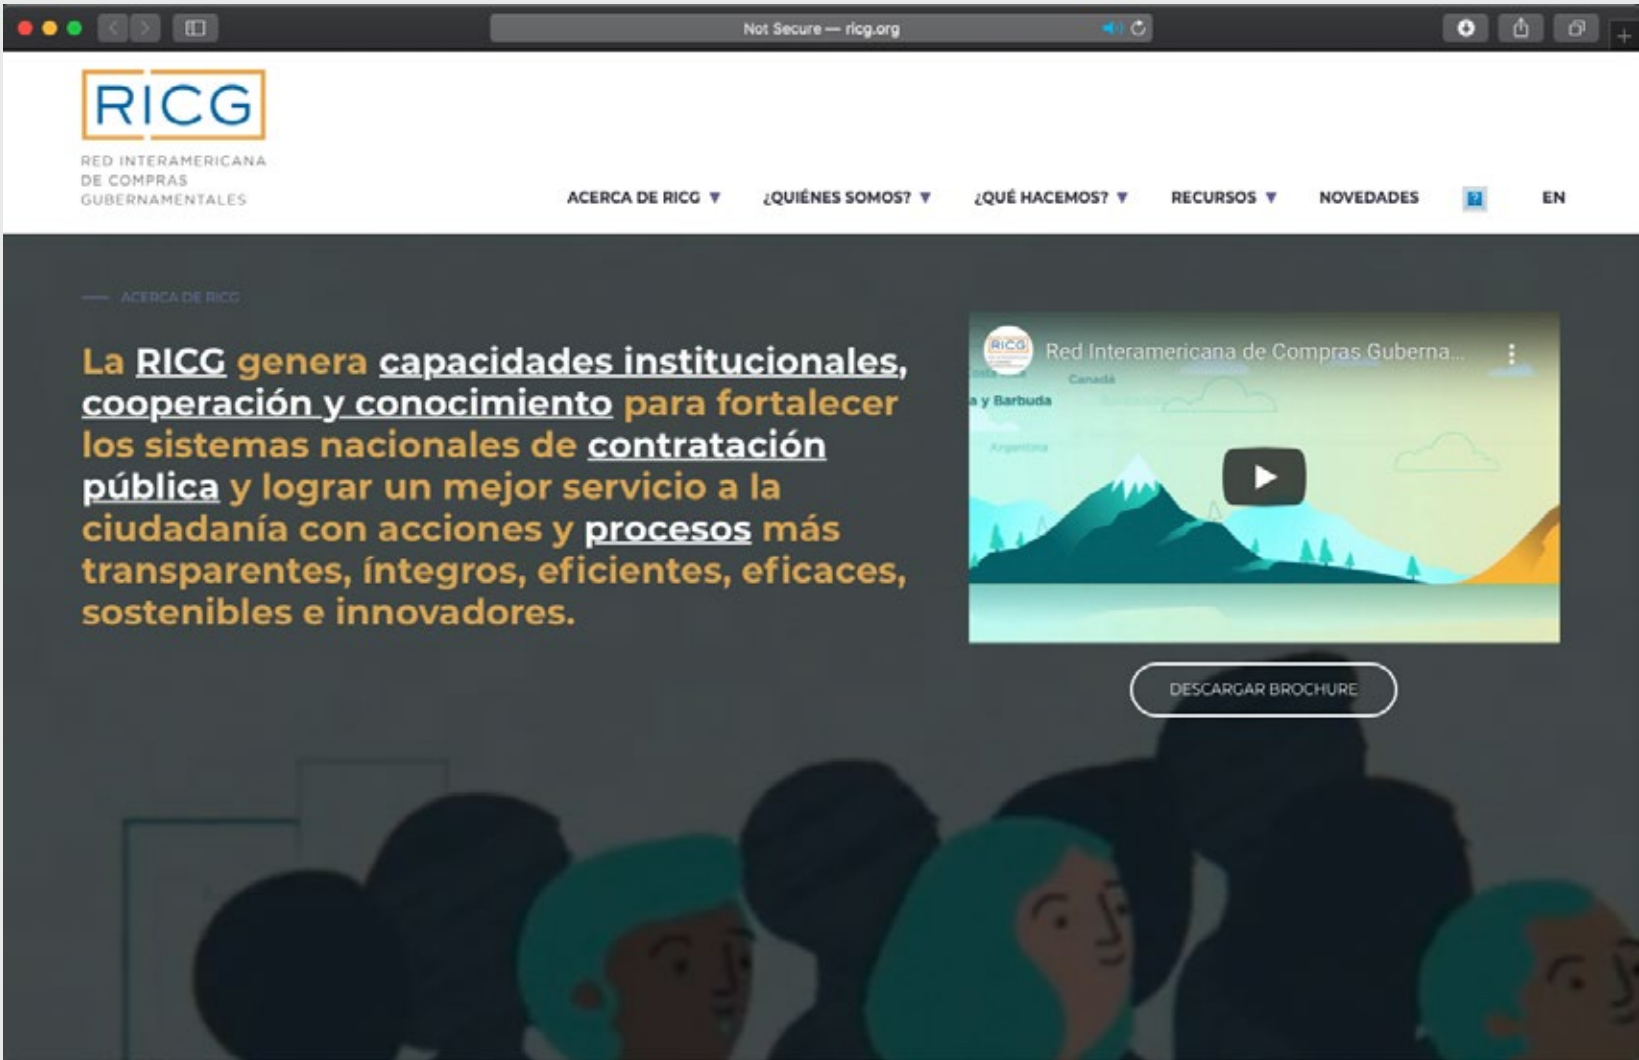 Not Secure — ricg.org
RICG
RED INTERAMERICANA
DE COMPRAS
GUBERNAMENTALES
ACERCA DE RICG ▼ ¿QUIÉNES SOMOS? ▼ ¿QUÉ HACEMOS? ▼ RECURSOS ▼ NOVEDADES ? EN
ACERCA DE RICG
La RICG genera capacidades institucionales,
cooperación y conocimiento para fortalecer
los sistemas nacionales de contratación
pública y lograr un mejor servicio a la
ciudadanía con acciones y procesos más
transparentes, íntegros, eficientes, eficaces,
sostenibles e innovadores.
RICG
Red Interamericana de Compras Guberna...
Canadá
a y Barbuda
Argentina
DESCARGAR BROCHURE